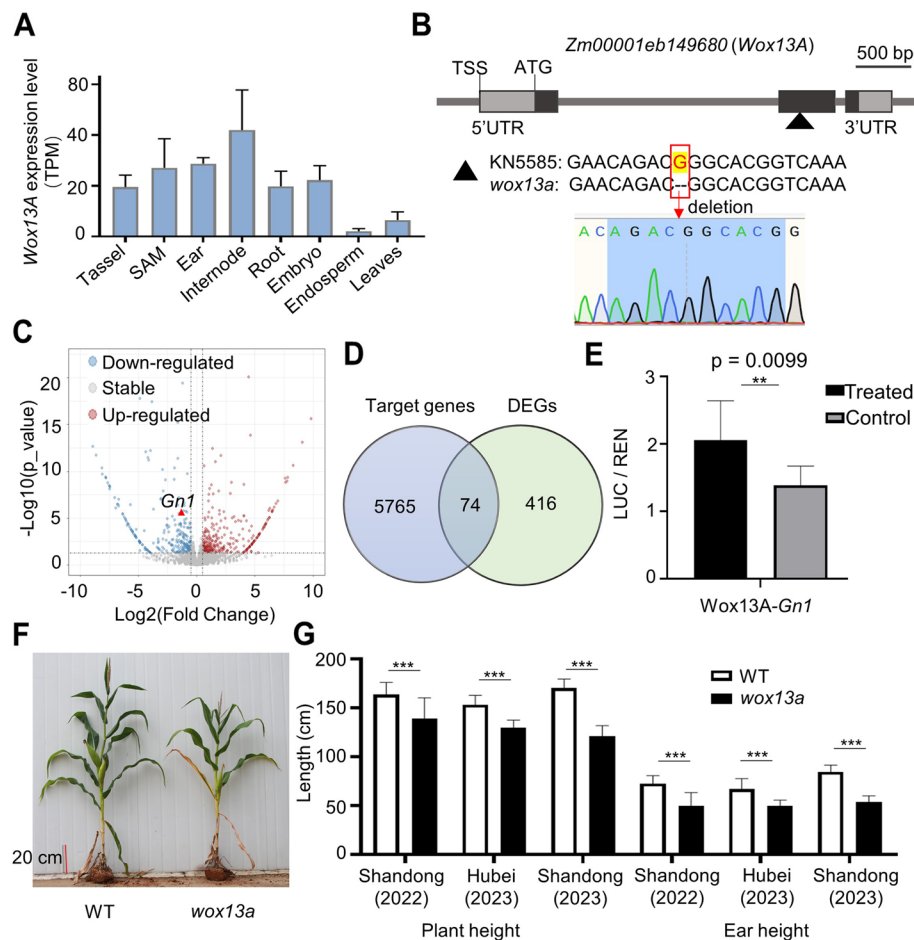 A
Wox13A expression level
(TPM)
80
60
40
20
0
Tassel
SAM
Ear
Internode
Root
Embryo
Endosperm
Leaves
B
Zm00001eb149680 (Wox13A)
500 bp
TSS
ATG
5'UTR
3'UTR
KN5585: GAACAGACGGGCACGGTCAAA
wox13a: GAACAGAC--GGCACGGTCAAA
deletion
A C A G A C G G C A C G G
C
Down-regulated
Stable
Up-regulated
Gn1
-Log10(p_value)
20
15
10
5
0
-10
-5
0
5
10
Log2(Fold Change)
D
Target genes
DEGs
5765
74
416
E
p = 0.0099
**
Treated
Control
LUC / REN
3
2
1
0
Wox13A-Gn1
F
20 cm
WT
wox13a
G
WT
wox13a
Length (cm)
200
150
100
50
0
*** *** *** *** *** ***
Shandong Hubei Shandong Shandong Hubei Shandong
(2022) (2023) (2023) (2022) (2023) (2023)
Plant height
Ear height